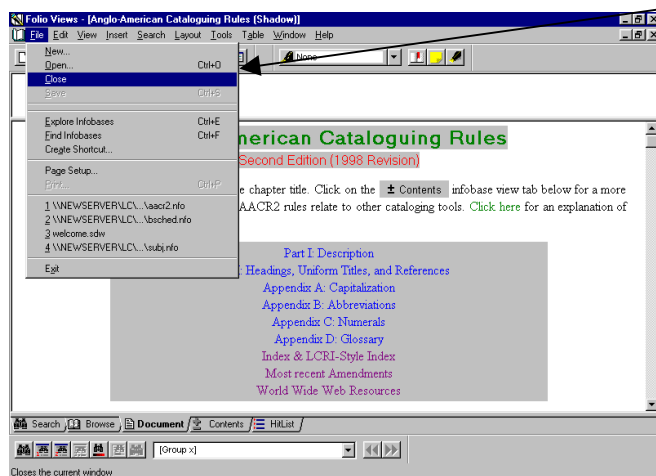 Folio Views - [Anglo-American Cataloguing Rules (Shadow)]
File Edit View Insert Search Layout Tools Table Window Help
None
New...
Open... Ctrl+O
Close
Save Ctrl+S
Explore Infobases Ctrl+E
Find Infobases Ctrl+F
Create Shortcut...
Page Setup...
Print... Ctrl+P
1 \\NEWSERVER\LC\...\aacr2.nfo
2 \\NEWSERVER\LC\...\bsched.nfo
3 welcome.sdw
4 \\NEWSERVER\LC\...\subj.nfo
Exit
merican Cataloguing Rules
Second Edition (1998 Revision)
e chapter title. Click on the ± Contents infobase view tab below for a more
AACR2 rules relate to other cataloging tools. Click here for an explanation of
Part I: Description
: Headings, Uniform Titles, and References
Appendix A: Capitalization
Appendix B: Abbreviations
Appendix C: Numerals
Appendix D: Glossary
Index & LCRI-Style Index
Most recent Amendments
World Wide Web Resources
Search Browse Document Contents HitList
[Group x]
Closes the current window